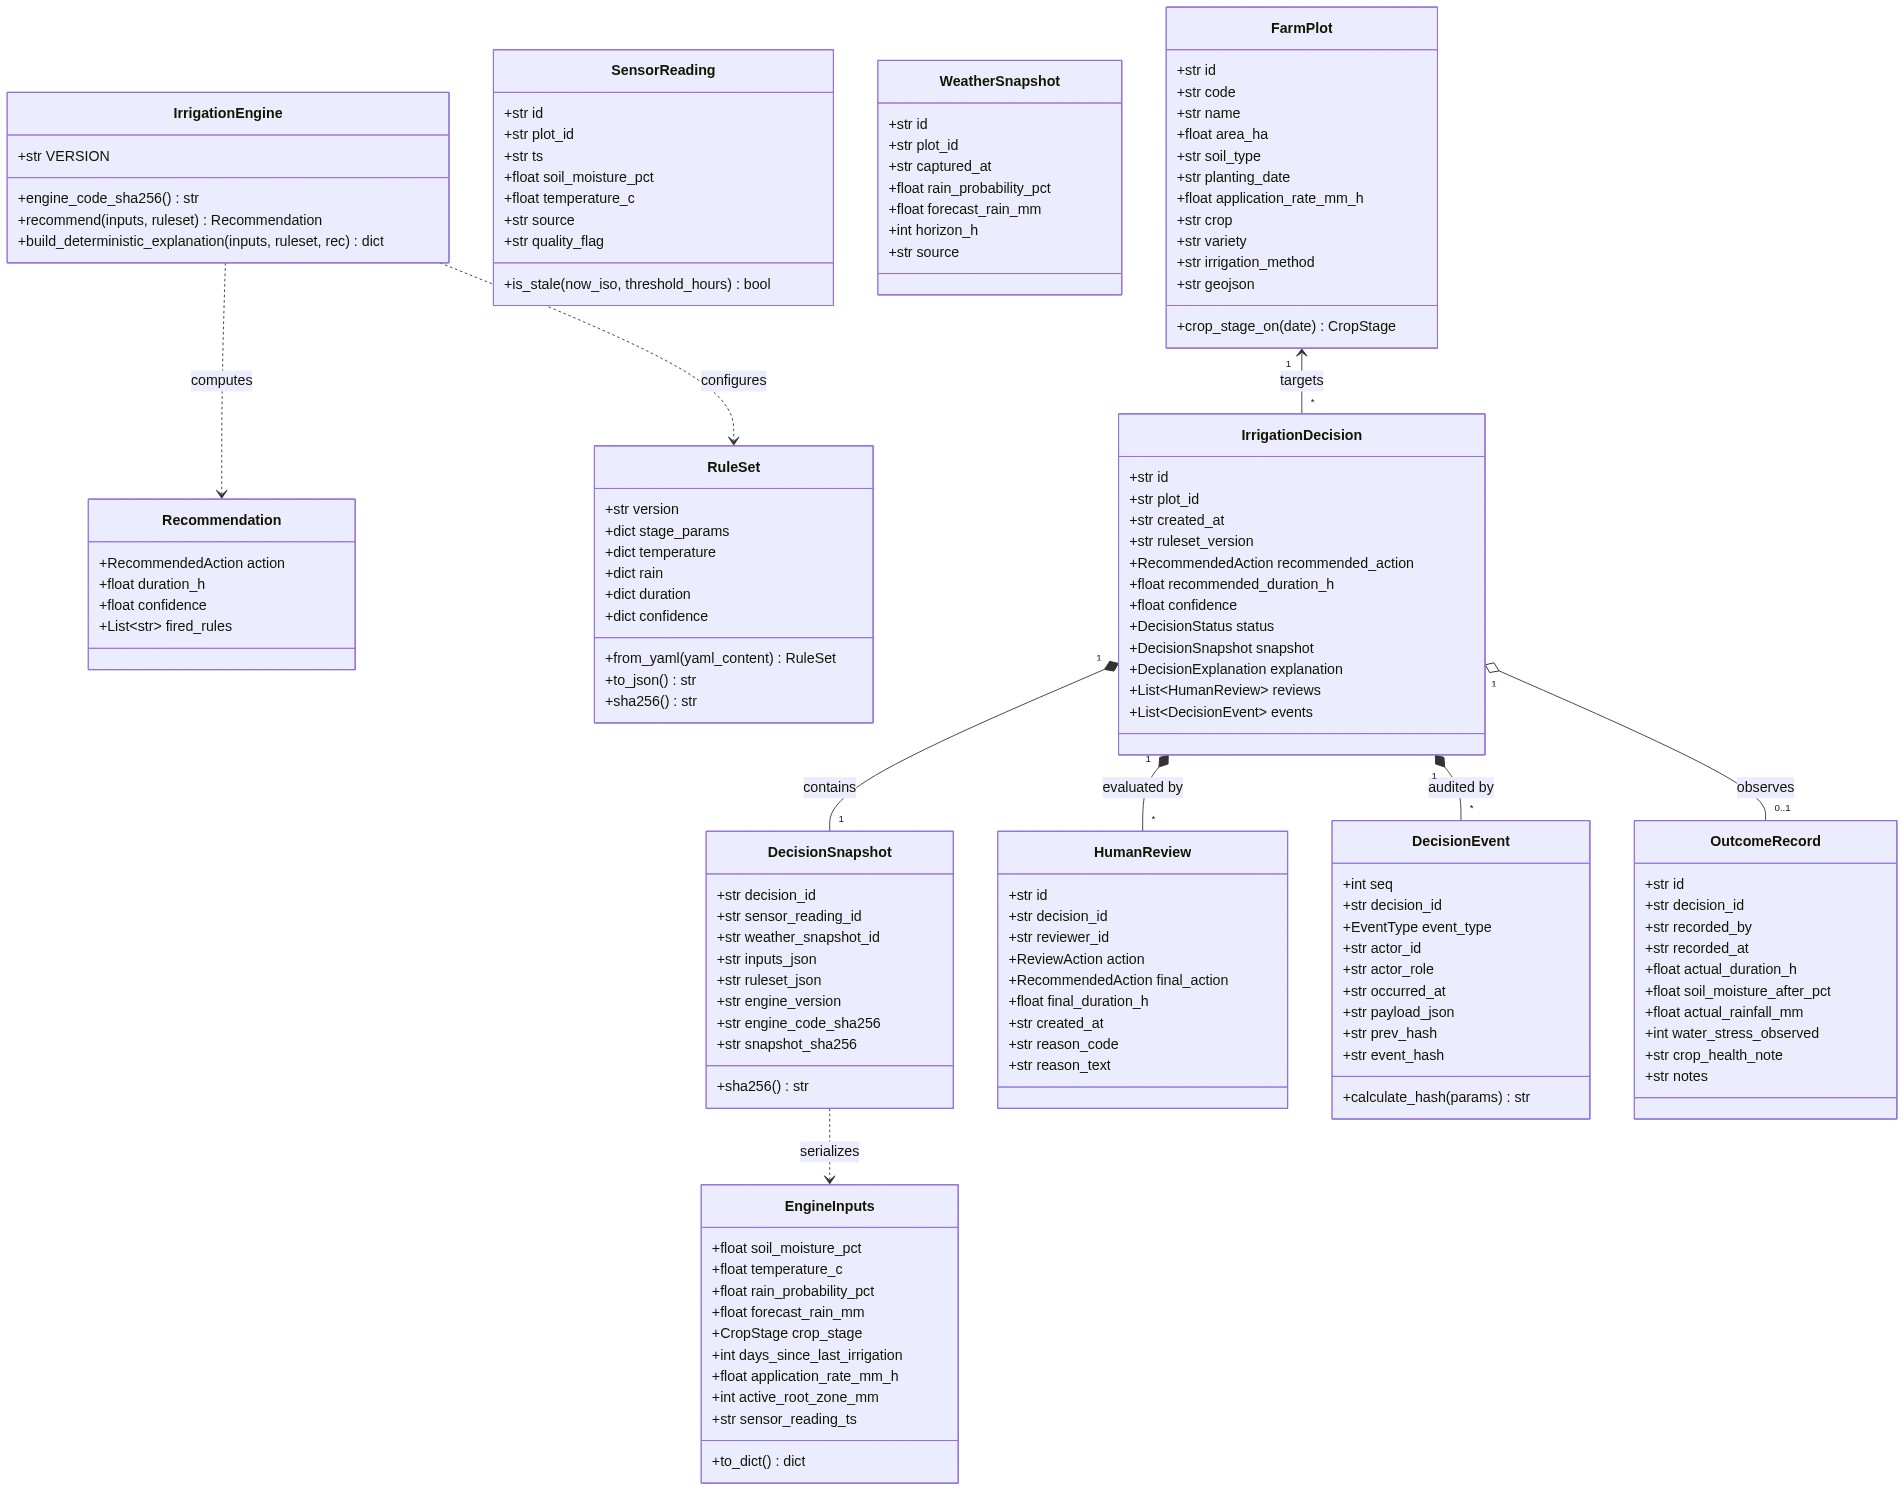 IrrigationEngine
+str VERSION
+engine_code_sha256() : str
+recommend(inputs, ruleset) : Recommendation
+build_deterministic_explanation(inputs, ruleset, rec) : dict
SensorReading
+str id
+str plot_id
+str ts
+float soil_moisture_pct
+float temperature_c
+str source
+str quality_flag
+is_stale(now_iso, threshold_hours) : bool
WeatherSnapshot
+str id
+str plot_id
+str captured_at
+float rain_probability_pct
+float forecast_rain_mm
+int horizon_h
+str source
FarmPlot
+str id
+str code
+str name
+float area_ha
+str soil_type
+str planting_date
+float application_rate_mm_h
+str crop
+str variety
+str irrigation_method
+str geojson
+crop_stage_on(date) : CropStage
computes
configures
1
targets
*
Recommendation
+RecommendedAction action
+float duration_h
+float confidence
+List<str> fired_rules
RuleSet
+str version
+dict stage_params
+dict temperature
+dict rain
+dict duration
+dict confidence
+from_yaml(yaml_content) : RuleSet
+to_json() : str
+sha256() : str
IrrigationDecision
+str id
+str plot_id
+str created_at
+str ruleset_version
+RecommendedAction recommended_action
+float recommended_duration_h
+float confidence
+DecisionStatus status
+DecisionSnapshot snapshot
+DecisionExplanation explanation
+List<HumanReview> reviews
+List<DecisionEvent> events
1
contains
1
1
evaluated by
*
1
audited by
*
1
observes
0..1
DecisionSnapshot
+str decision_id
+str sensor_reading_id
+str weather_snapshot_id
+str inputs_json
+str ruleset_json
+str engine_version
+str engine_code_sha256
+str snapshot_sha256
+sha256() : str
HumanReview
+str id
+str decision_id
+str reviewer_id
+ReviewAction action
+RecommendedAction final_action
+float final_duration_h
+str created_at
+str reason_code
+str reason_text
DecisionEvent
+int seq
+str decision_id
+EventType event_type
+str actor_id
+str actor_role
+str occurred_at
+str payload_json
+str prev_hash
+str event_hash
+calculate_hash(params) : str
OutcomeRecord
+str id
+str decision_id
+str recorded_by
+str recorded_at
+float actual_duration_h
+float soil_moisture_after_pct
+float actual_rainfall_mm
+int water_stress_observed
+str crop_health_note
+str notes
serializes
EngineInputs
+float soil_moisture_pct
+float temperature_c
+float rain_probability_pct
+float forecast_rain_mm
+CropStage crop_stage
+int days_since_last_irrigation
+float application_rate_mm_h
+int active_root_zone_mm
+str sensor_reading_ts
+to_dict() : dict